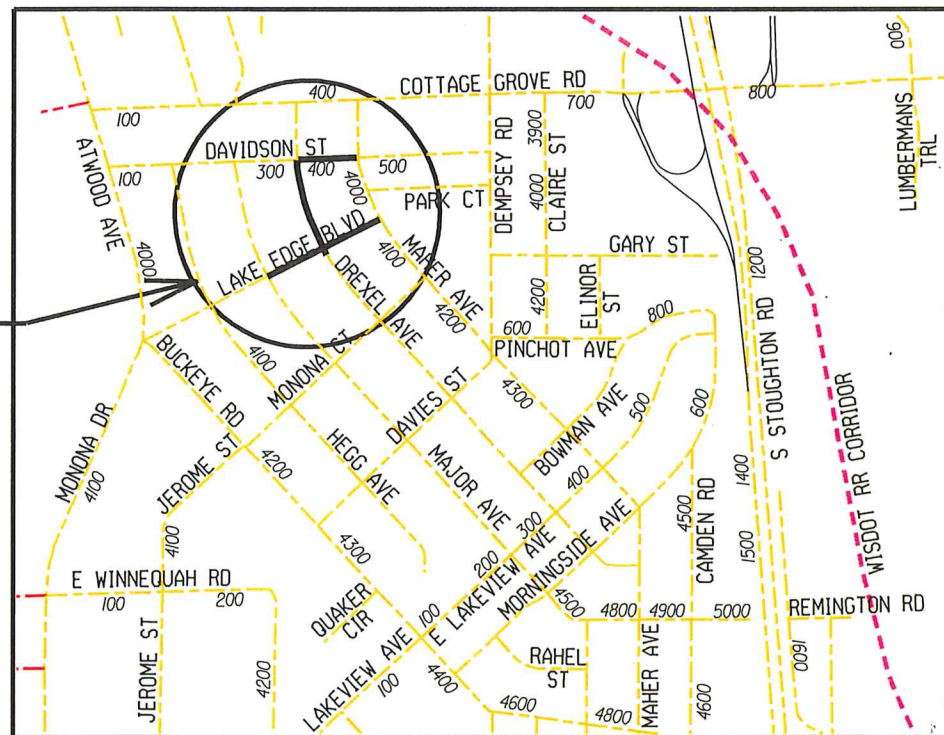 900
COTTAGE GROVE RD
400
100
700
800
LUMBERMANS TRL
ATWOOD AVE
DAVIDSON ST
100
300
400
500
4000
PARK CT
DEMPSEY RD
3900
4000
CLAIRE ST
GARY ST
4000
LAKE EDGE BLVD
4100
MAHER AVE
DREXEL AVE
4200
4200
ELINOR ST
800
1200
600
PINCHOT AVE
BUCKEYE RD
4100
MONONA CT
DAVIES ST
4300
BOWMAN AVE
500
600
S STOUGHTON RD
WISDOT RR CORRIDOR
MONONA DR
4100
JEROME ST
4200
HEGG AVE
MAJOR AVE
400
1400
4100
4300
300
4500
CAMDEN RD
1500
E WINNEQUAH RD
100
200
QUAKER CIR
200
E LAKEVIEW AVE
MORNINGSIDE AVE
100
4500
4800
4900
5000
REMINGTON RD
JEROME ST
4200
LAKEVIEW AVE
100
4400
RAHEL ST
MAHER AVE
1600
4600
4800
4600